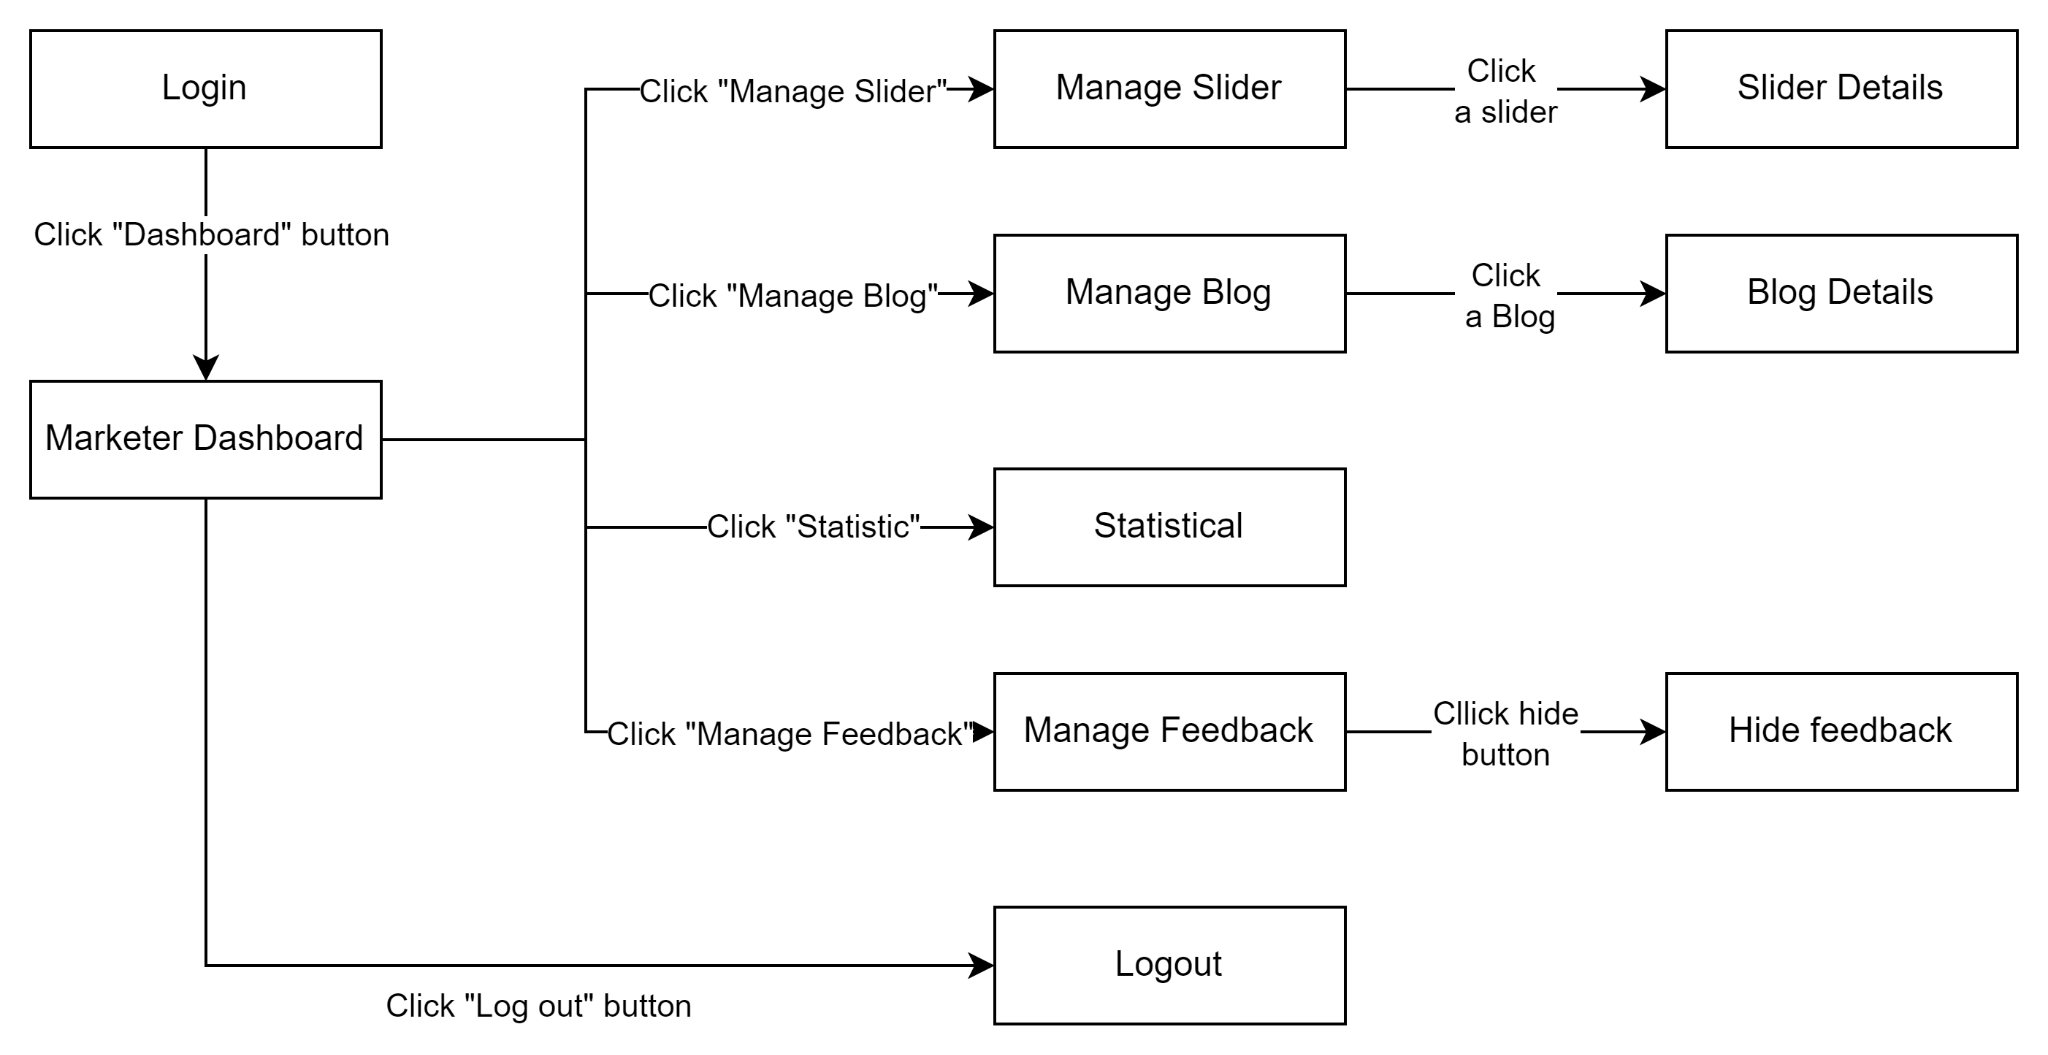 Login
Click "Manage Slider"
Manage Slider
Click
a slider
Slider Details
Click "Dashboard" button
Click "Manage Blog"
Manage Blog
Click
a Blog
Blog Details
Marketer Dashboard
Click "Statistic"
Statistical
Click "Manage Feedback"
Manage Feedback
Cllick hide
button
Hide feedback
Logout
Click "Log out" button